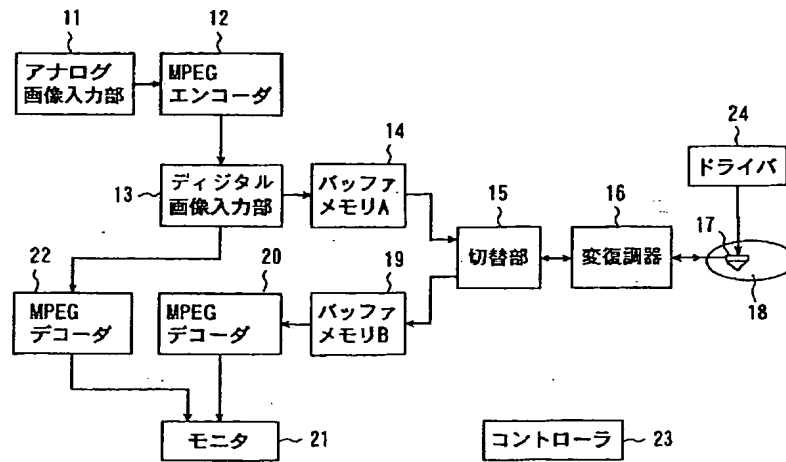 11
アナログ
画像入力部
12
MPEG
エンコーダ
13
ディジタル
画像入力部
14
バッファ
メモリA
15
切替部
16
変復調器
24
ドライバ
17
18
22
MPEG
デコーダ
20
MPEG
デコーダ
19
バッファ
メモリB
モニタ
21
コントローラ
23